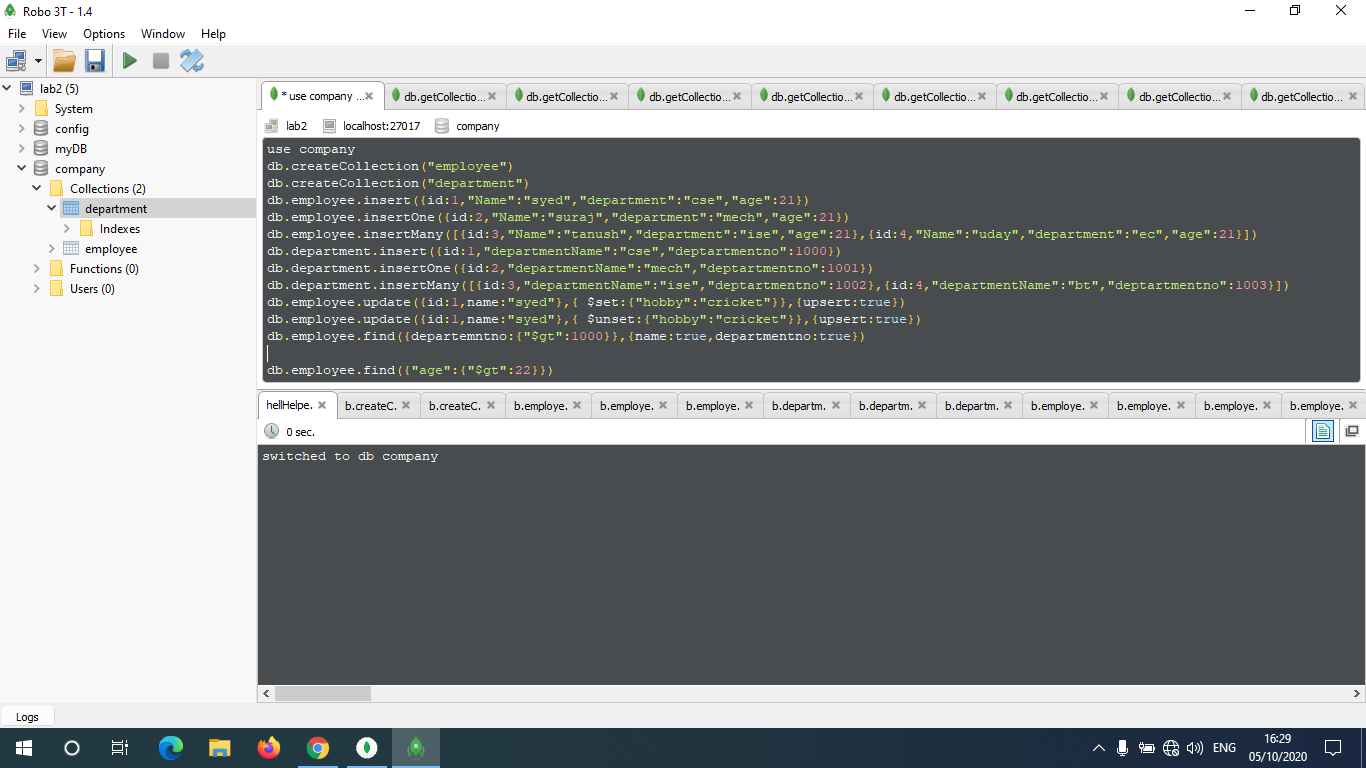 Robo 3T - 1.4
File View Options Window Help
lab2 (5)
System
config
myDB
company
Collections (2)
department
Indexes
employee
Functions (0)
Users (0)
* use company ... db.getCollectio... db.getCollectio... db.getCollectio... db.getCollectio... db.getCollectio... db.getCollectio... db.getCollectio... db.getCollectio...
lab2 localhost:27017 company
use company
db.createCollection("employee")
db.createCollection("department")
db.employee.insert({id:1,"Name":"syed","department":"cse","age":21})
db.employee.insertOne({id:2,"Name":"suraj","department":"mech","age":21})
db.employee.insertMany([{id:3,"Name":"tanush","department":"ise","age":21},{id:4,"Name":"uday","department":"ec","age":21}])
db.department.insert({id:1,"departmentName":"cse","deptartmentno":1000})
db.department.insertOne({id:2,"departmentName":"mech","deptartmentno":1001})
db.department.insertMany([{id:3,"departmentName":"ise","deptartmentno":1002},{id:4,"departmentName":"bt","deptartmentno":1003}])
db.employee.update({id:1,name:"syed"},{ $set:{"hobby":"cricket"}},{upsert:true})
db.employee.update({id:1,name:"syed"},{ $unset:{"hobby":"cricket"}},{upsert:true})
db.employee.find({departemntno:{"$gt":1000}},{name:true,departmentno:true})
db.employee.find({"age":{"$gt":22}})
hellHelpe. b.createC. b.createC. b.employe. b.employe. b.employe. b.departm. b.departm. b.departm. b.employe. b.employe. b.employe. b.employe.
0 sec.
switched to db company
Logs
ENG
16:29
05/10/2020